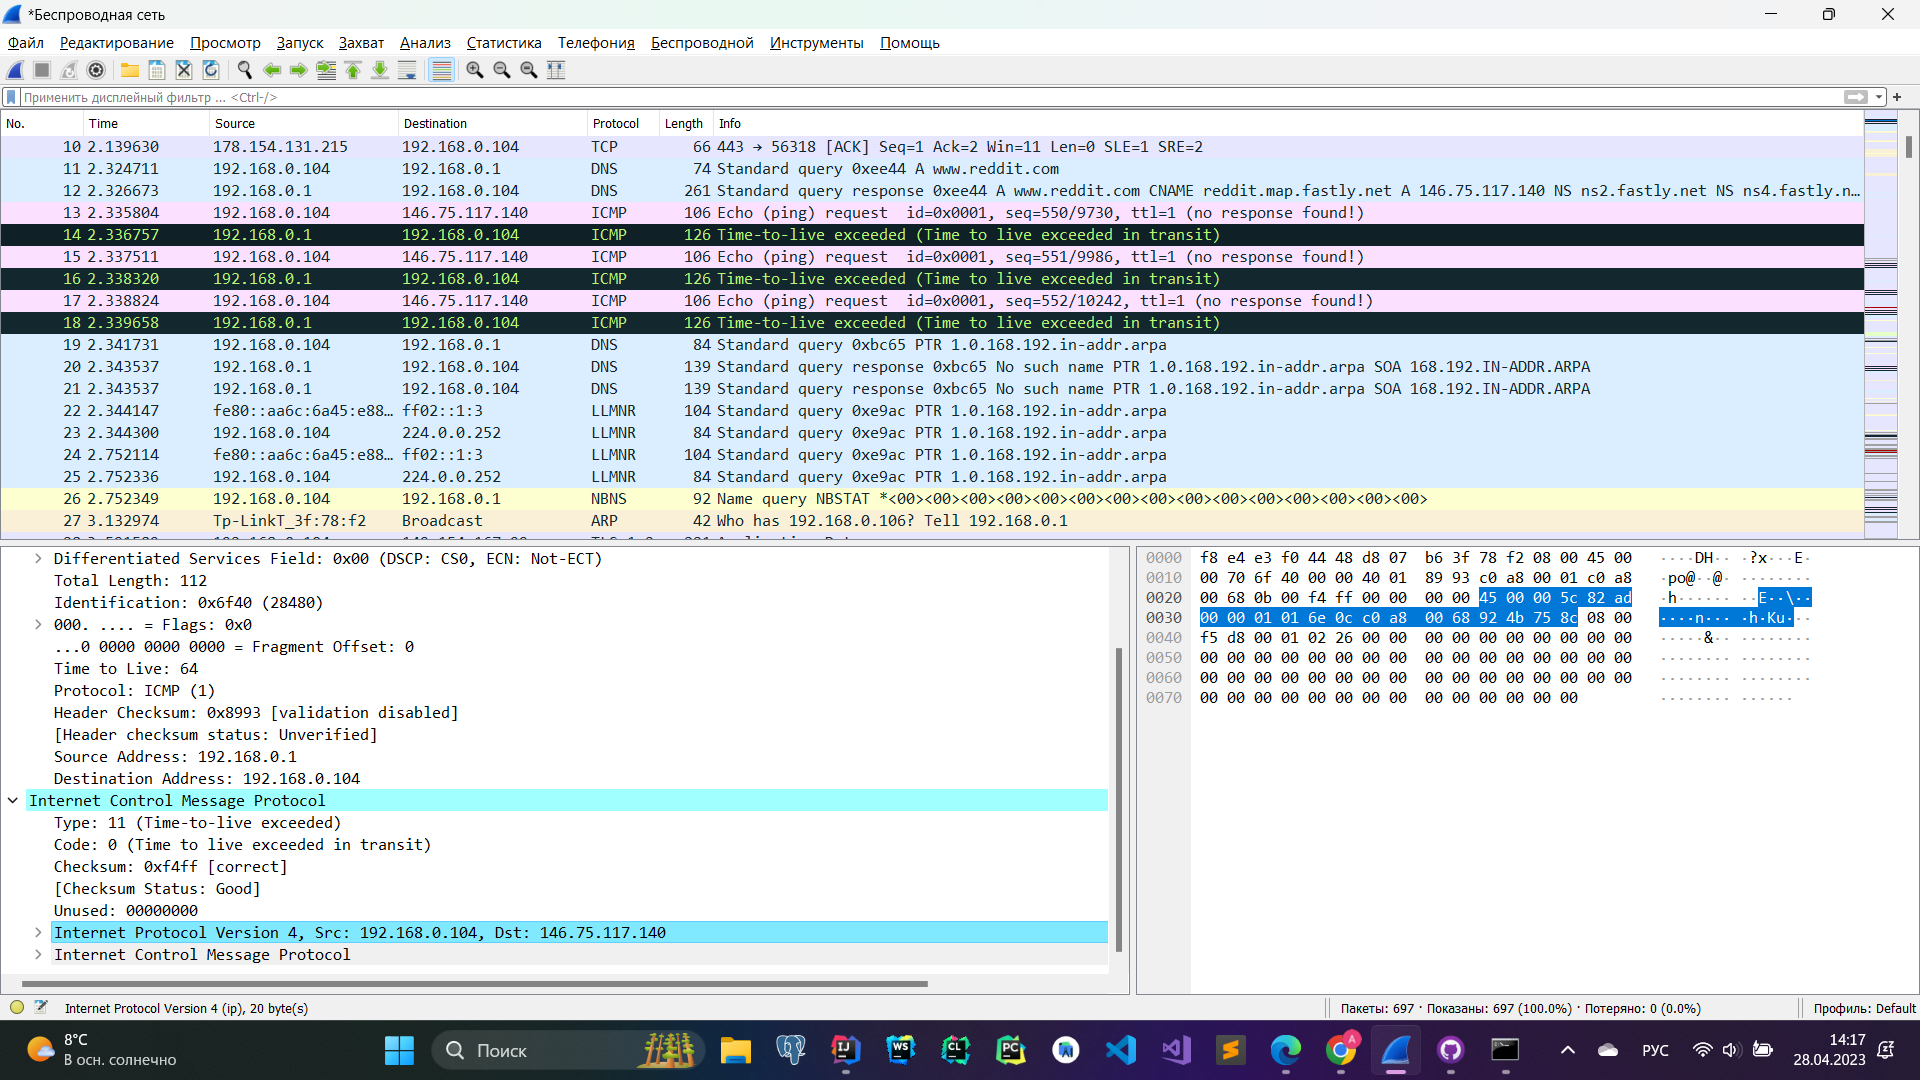 *Беспроводная сеть
Файл Редактирование Просмотр Запуск Захват Анализ Статистика Телефония Беспроводной Инструменты Помощь
Применить дисплейный фильтр ... <Ctrl-/>
No. Time Source Destination Protocol Length Info
10 2.139630 178.154.131.215 192.168.0.104 TCP 66 443 → 56318 [ACK] Seq=1 Ack=2 Win=11 Len=0 SLE=1 SRE=2
11 2.324711 192.168.0.104 192.168.0.1 DNS 74 Standard query 0xee44 A www.reddit.com
12 2.326673 192.168.0.1 192.168.0.104 DNS 261 Standard query response 0xee44 A www.reddit.com CNAME reddit.map.fastly.net A 146.75.117.140 NS ns2.fastly.net NS ns4.fastly.n…
13 2.335804 192.168.0.104 146.75.117.140 ICMP 106 Echo (ping) request id=0x0001, seq=550/9730, ttl=1 (no response found!)
14 2.336757 192.168.0.1 192.168.0.104 ICMP 126 Time-to-live exceeded (Time to live exceeded in transit)
15 2.337511 192.168.0.104 146.75.117.140 ICMP 106 Echo (ping) request id=0x0001, seq=551/9986, ttl=1 (no response found!)
16 2.338320 192.168.0.1 192.168.0.104 ICMP 126 Time-to-live exceeded (Time to live exceeded in transit)
17 2.338824 192.168.0.104 146.75.117.140 ICMP 106 Echo (ping) request id=0x0001, seq=552/10242, ttl=1 (no response found!)
18 2.339658 192.168.0.1 192.168.0.104 ICMP 126 Time-to-live exceeded (Time to live exceeded in transit)
19 2.341731 192.168.0.104 192.168.0.1 DNS 84 Standard query 0xbc65 PTR 1.0.168.192.in-addr.arpa
20 2.343537 192.168.0.1 192.168.0.104 DNS 139 Standard query response 0xbc65 No such name PTR 1.0.168.192.in-addr.arpa SOA 168.192.IN-ADDR.ARPA
21 2.343537 192.168.0.1 192.168.0.104 DNS 139 Standard query response 0xbc65 No such name PTR 1.0.168.192.in-addr.arpa SOA 168.192.IN-ADDR.ARPA
22 2.344147 fe80::aa6c:6a45:e88… ff02::1:3 LLMNR 104 Standard query 0xe9ac PTR 1.0.168.192.in-addr.arpa
23 2.344300 192.168.0.104 224.0.0.252 LLMNR 84 Standard query 0xe9ac PTR 1.0.168.192.in-addr.arpa
24 2.752114 fe80::aa6c:6a45:e88… ff02::1:3 LLMNR 104 Standard query 0xe9ac PTR 1.0.168.192.in-addr.arpa
25 2.752336 192.168.0.104 224.0.0.252 LLMNR 84 Standard query 0xe9ac PTR 1.0.168.192.in-addr.arpa
26 2.752349 192.168.0.104 192.168.0.1 NBNS 92 Name query NBSTAT *<00><00><00><00><00><00><00><00><00><00><00><00><00><00><00>
27 3.132974 Tp-LinkT_3f:78:f2 Broadcast ARP 42 Who has 192.168.0.106? Tell 192.168.0.1
Differentiated Services Field: 0x00 (DSCP: CS0, ECN: Not-ECT)
Total Length: 112
Identification: 0x6f40 (28480)
000. .... = Flags: 0x0
...0 0000 0000 0000 = Fragment Offset: 0
Time to Live: 64
Protocol: ICMP (1)
Header Checksum: 0x8993 [validation disabled]
[Header checksum status: Unverified]
Source Address: 192.168.0.1
Destination Address: 192.168.0.104
Internet Control Message Protocol
Type: 11 (Time-to-live exceeded)
Code: 0 (Time to live exceeded in transit)
Checksum: 0xf4ff [correct]
[Checksum Status: Good]
Unused: 00000000
Internet Protocol Version 4, Src: 192.168.0.104, Dst: 146.75.117.140
Internet Control Message Protocol
0000 f8 e4 e3 f0 44 48 d8 07 b6 3f 78 f2 08 00 45 00 ····DH·· ·?x···E·
0010 00 70 6f 40 00 00 40 01 89 93 c0 a8 00 01 c0 a8 ·po@··@· ········
0020 00 68 0b 00 f4 ff 00 00 00 00 45 00 00 5c 82 ad ·h······ ··E··\··
0030 00 00 01 01 6e 0c c0 a8 00 68 92 4b 75 8c 08 00 ····n··· ·h·Ku···
0040 f5 d8 00 01 02 26 00 00 00 00 00 00 00 00 00 00 ·····&·· ········
0050 00 00 00 00 00 00 00 00 00 00 00 00 00 00 00 00 ········ ········
0060 00 00 00 00 00 00 00 00 00 00 00 00 00 00 00 00 ········ ········
0070 00 00 00 00 00 00 00 00 00 00 00 00 00 00 ········ ······
Internet Protocol Version 4 (ip), 20 byte(s) Пакеты: 697 · Показаны: 697 (100.0%) · Потеряно: 0 (0.0%) Профиль: Default
8°C
В осн. солнечно
Поиск
IJ WS CL PC A
РУС
14:17
28.04.2023